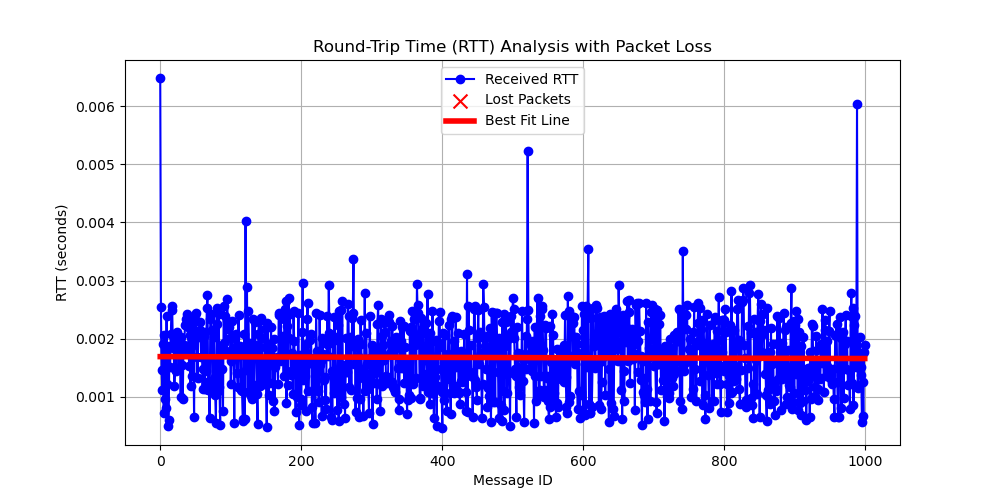 Round-Trip Time (RTT) Analysis with Packet Loss
Received RTT
Lost Packets
Best Fit Line
RTT (seconds)
0.006
0.005
0.004
0.003
0.002
0.001
0 200 400 600 800 1000
Message ID